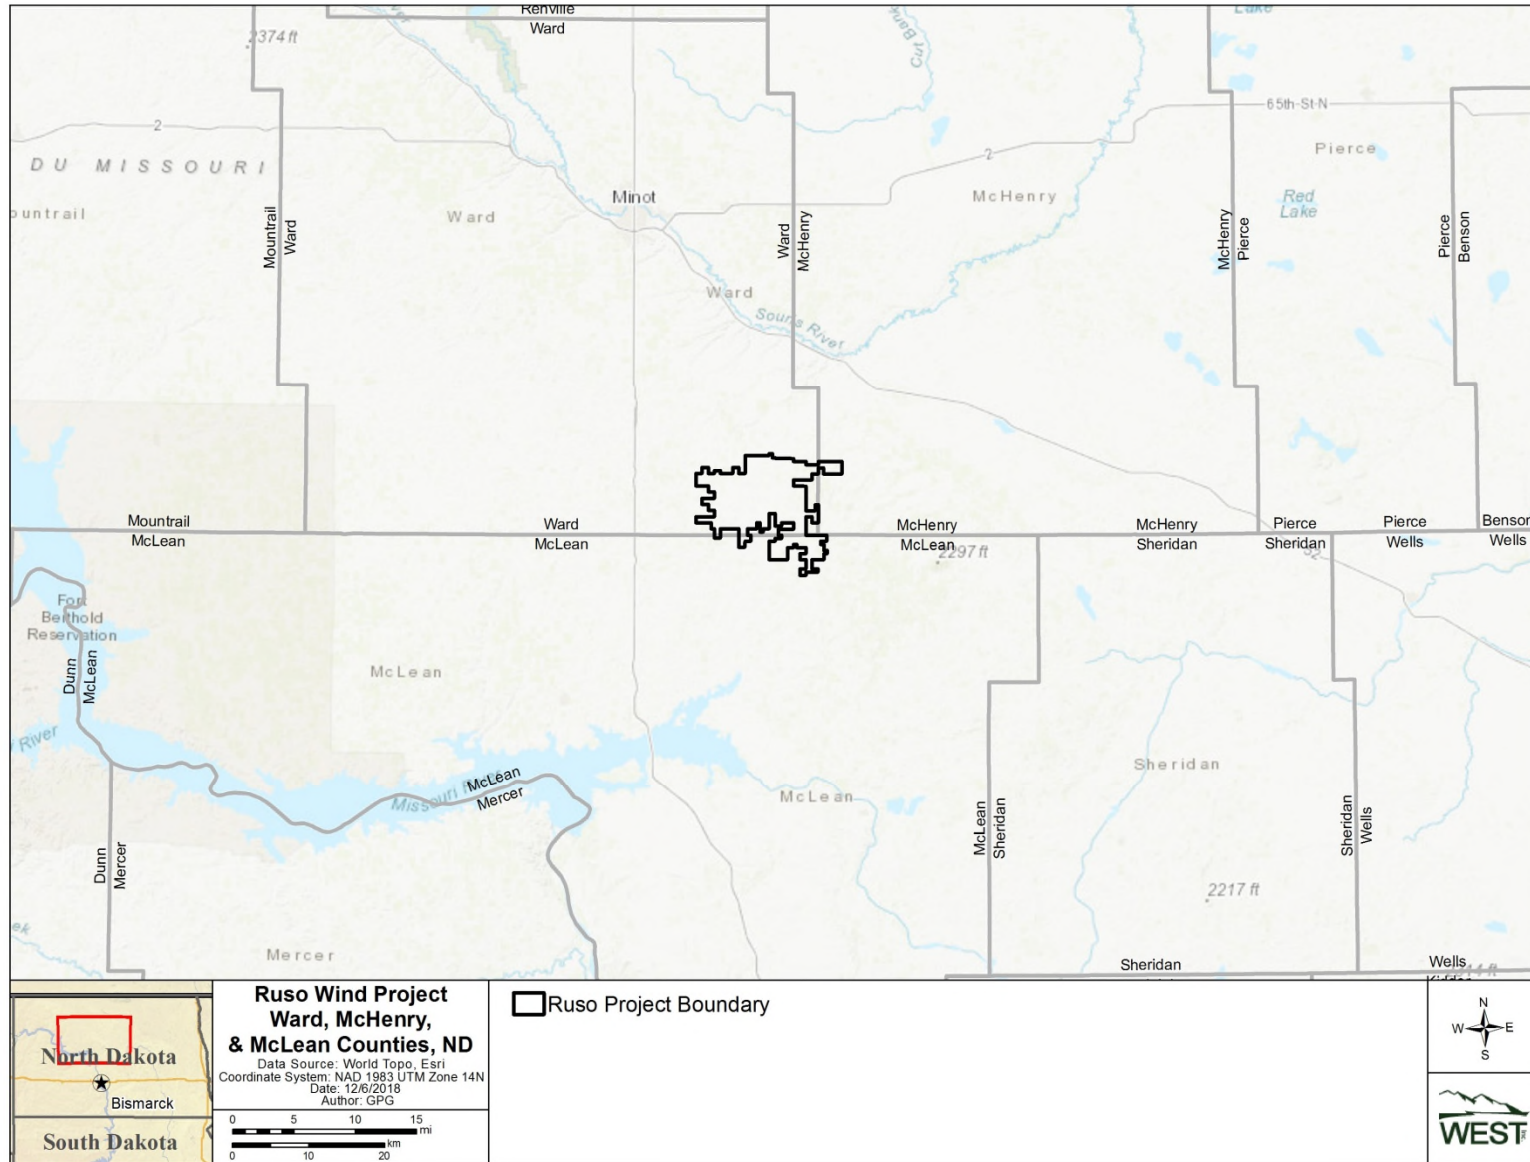 Renville
Ward
Lake
2374 ft
Cut Bank
65th-St-N
2
2
Pierce
DU MISSOURI
Minot
McHenry
Red
Lake
Ward
Mountrail
Ward
Ward
McHenry
McHenry
Pierce
Pierce
Benson
Ward
Souris River
Mountrail
McLean
Ward
McLean
McHenry
McLean
McHenry
Sheridan
Pierce
Sheridan
Pierce
Wells
Benson
Wells
2297 ft
52
Fort
Berthold
Reservation
Dunn
McLean
McLean
River
Sheridan
McLean
Mercer
Missouri
McLean
McLean
Sheridan
Sheridan
Wells
Dunn
Mercer
2217 ft
Mercer
Sheridan
Wells
North Dakota
Bismarck
South Dakota
Ruso Wind Project
Ward, McHenry,
& McLean Counties, ND
Data Source: World Topo, Esri
Coordinate System: NAD 1983 UTM Zone 14N
Date: 12/6/2018
Author: GPG
0 5 10 15
mi
km
0 10 20
Ruso Project Boundary
N
W E
S
WEST Inc